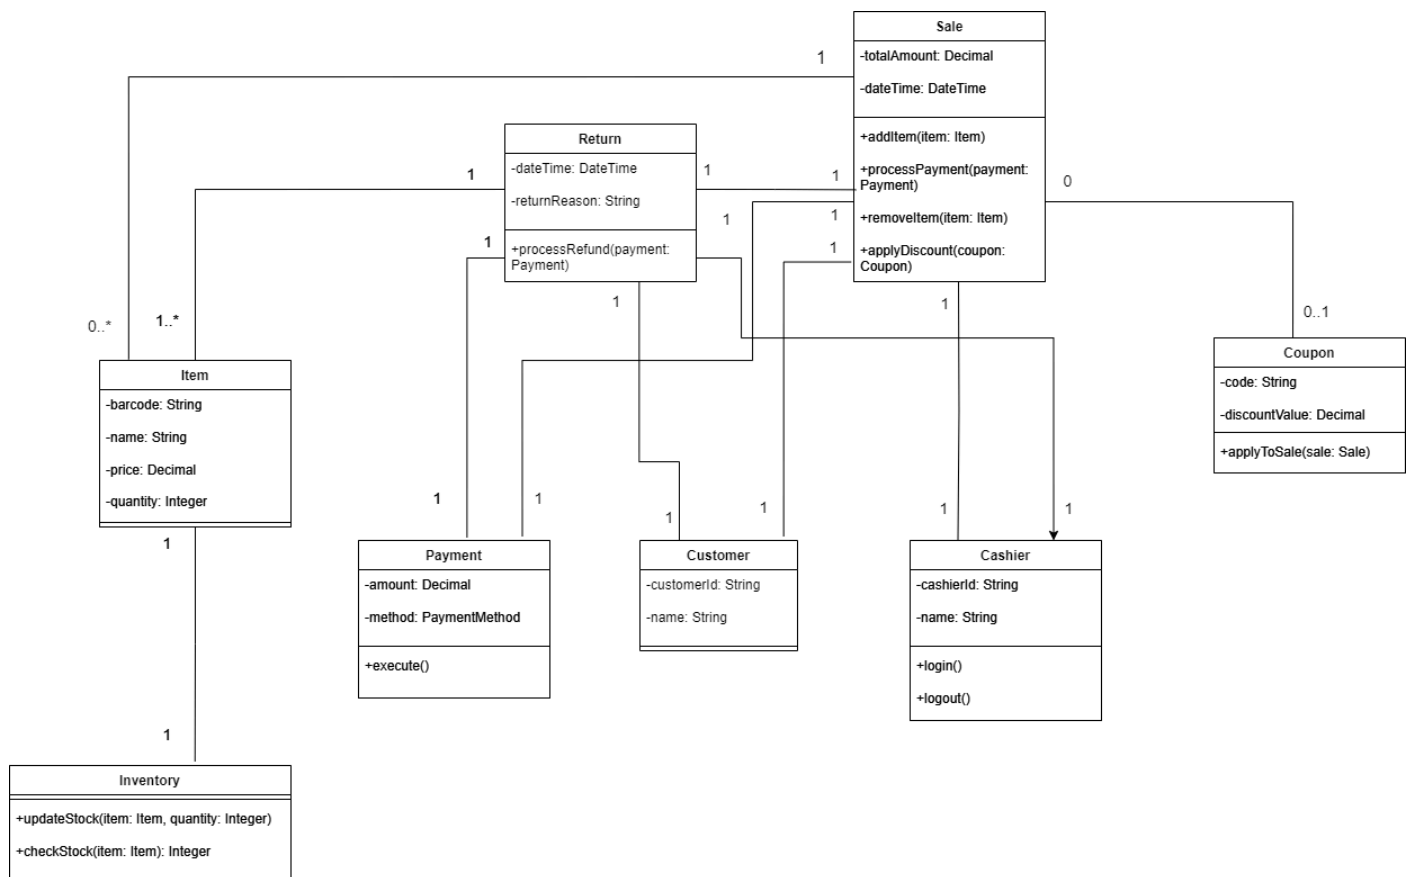 Sale
-totalAmount: Decimal
-dateTime: DateTime
+addItem(item: Item)
+processPayment(payment:
Payment)
+removeItem(item: Item)
+applyDiscount(coupon:
Coupon)
1
Return
-dateTime: DateTime
-returnReason: String
+processRefund(payment:
Payment)
1
1
1
1
1
1
1
1
1
0
0..1
0..*
1..*
Item
-barcode: String
-name: String
-price: Decimal
-quantity: Integer
Coupon
-code: String
-discountValue: Decimal
+applyToSale(sale: Sale)
1
1
1
1
1
1
1
Payment
-amount: Decimal
-method: PaymentMethod
+execute()
Customer
-customerId: String
-name: String
Cashier
-cashierId: String
-name: String
+login()
+logout()
1
Inventory
+updateStock(item: Item, quantity: Integer)
+checkStock(item: Item): Integer